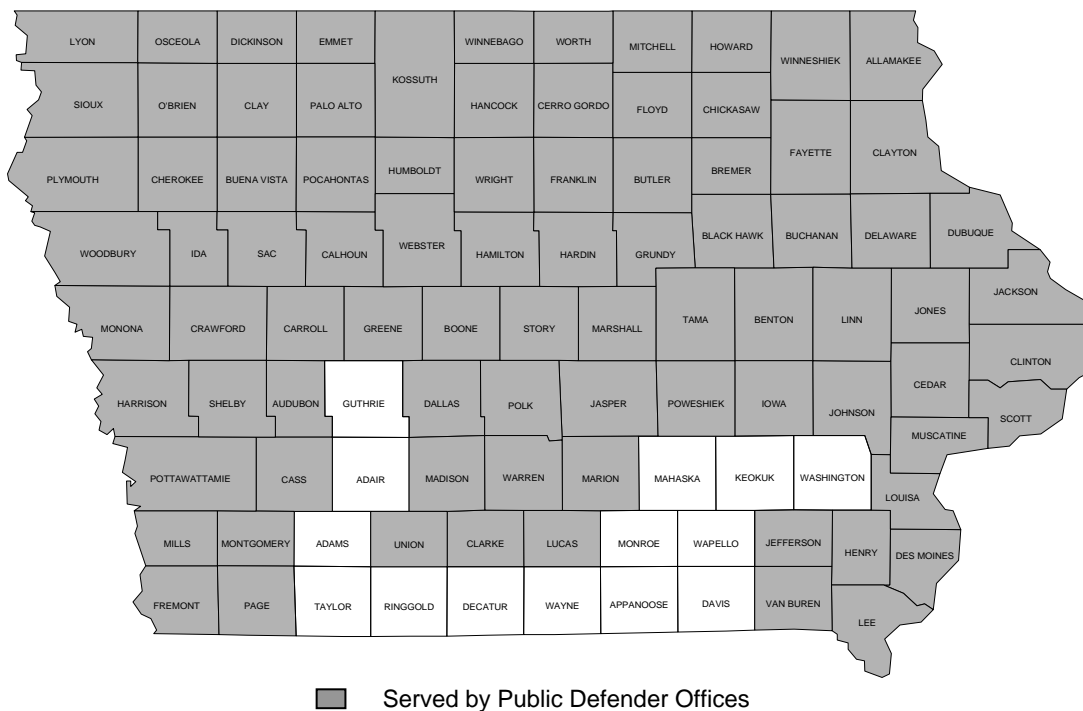 LYON OSCEOLA DICKINSON EMMET WINNEBAGO WORTH MITCHELL HOWARD
KOSSUTH WINNESHIEK ALLAMAKEE
SIOUX O'BRIEN CLAY PALO ALTO HANCOCK CERRO GORDO FLOYD CHICKASAW
PLYMOUTH CHEROKEE BUENA VISTA POCAHONTAS HUMBOLDT WRIGHT FRANKLIN BUTLER BREMER FAYETTE CLAYTON
WOODBURY IDA SAC CALHOUN WEBSTER HAMILTON HARDIN GRUNDY BLACK HAWK BUCHANAN DELAWARE DUBUQUE
MONONA CRAWFORD CARROLL GREENE BOONE STORY MARSHALL TAMA BENTON LINN JONES JACKSON
CLINTON
HARRISON SHELBY AUDUBON GUTHRIE DALLAS POLK JASPER POWESHIEK IOWA JOHNSON CEDAR SCOTT
MUSCATINE
POTTAWATTAMIE CASS ADAIR MADISON WARREN MARION MAHASKA KEOKUK WASHINGTON LOUISA
MILLS MONTGOMERY ADAMS UNION CLARKE LUCAS MONROE WAPELLO JEFFERSON HENRY DES MOINES
FREMONT PAGE TAYLOR RINGGOLD DECATUR WAYNE APPANOOSE DAVIS VAN BUREN LEE
Served by Public Defender Offices